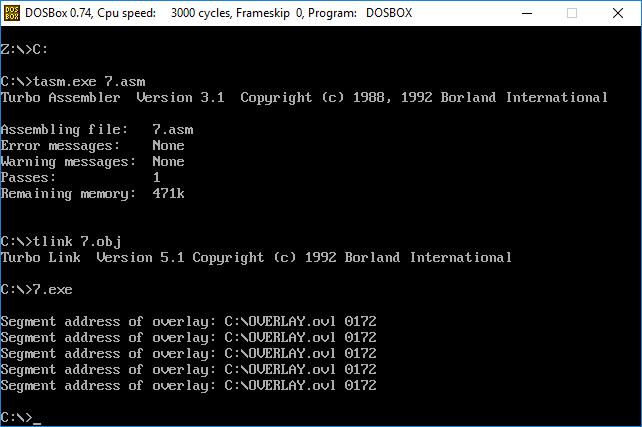 DOS BOX
DOSBox 0.74, Cpu speed: 3000 cycles, Frameskip 0, Program: DOSBOX
Z:\>C:
C:\>tasm.exe 7.asm
Turbo Assembler Version 3.1 Copyright (c) 1988, 1992 Borland International
Assembling file: 7.asm
Error messages: None
Warning messages: None
Passes: 1
Remaining memory: 471k
C:\>tlink 7.obj
Turbo Link Version 5.1 Copyright (c) 1992 Borland International
C:\>7.exe
Segment address of overlay: C:\OVERLAY.ovl 0172
Segment address of overlay: C:\OVERLAY.ovl 0172
Segment address of overlay: C:\OVERLAY.ovl 0172
Segment address of overlay: C:\OVERLAY.ovl 0172
Segment address of overlay: C:\OVERLAY.ovl 0172
C:\>_